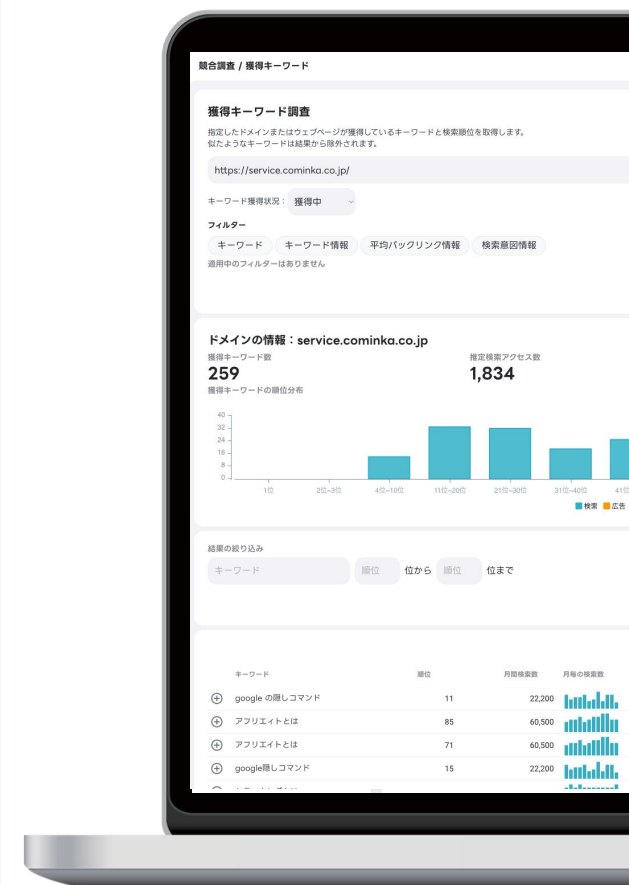 競合調査 / 獲得キーワード
獲得キーワード調査
指定したドメインまたはウェブページが獲得しているキーワードと検索順位を取得します。
似たようなキーワードは結果から除外されます。
https://service.cominka.co.jp/
キーワード獲得状況： 獲得中
フィルター
キーワード キーワード情報 平均バックリンク情報 検索意図情報
適用中のフィルターはありません
ドメインの情報：service.cominka.co.jp
獲得キーワード数 推定検索アクセス数
259 1,834
獲得キーワードの順位分布
40
32
24
16
8
0
1位 2位~3位 4位~10位 11位~20位 21位~30位 31位~40位 41位
検索 広告
結果の絞り込み
キーワード 順位 位から 順位 位まで
キーワード 順位 月間検索数 月毎の検索数
google の隠しコマンド 11 22,200
アフリエイトとは 85 60,500
アフリエイトとは 71 60,500
google隠しコマンド 15 22,200